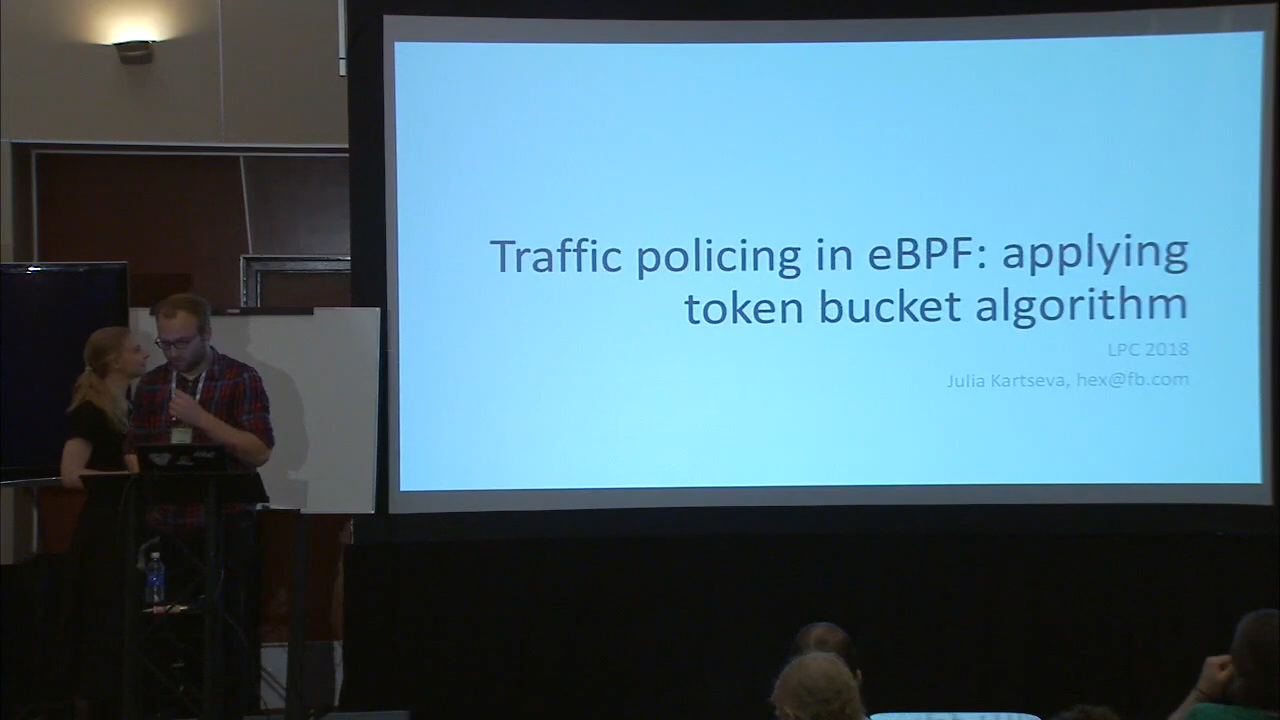 Traffic policing in eBPF: applying
token bucket algorithm
LPC 2018
Julia Kartseva, hex@fb.com